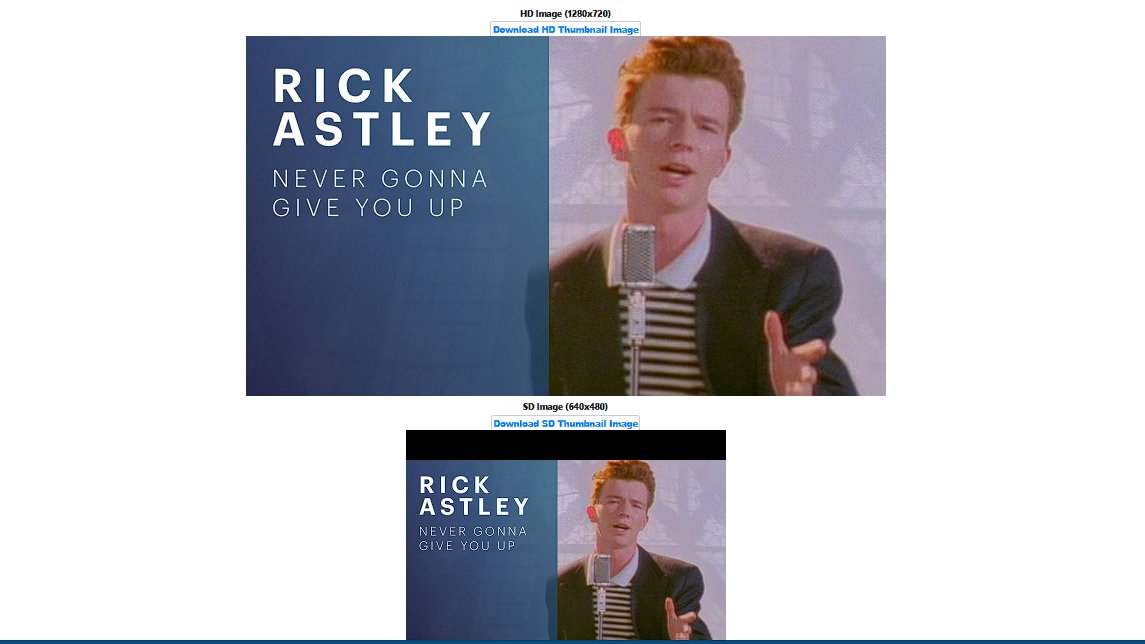 HD Image (1280x720)
Download HD Thumbnail Image
RICK
ASTLEY
NEVER GONNA
GIVE YOU UP
SD Image (640x480)
Download SD Thumbnail Image
RICK
ASTLEY
NEVER GONNA
GIVE YOU UP